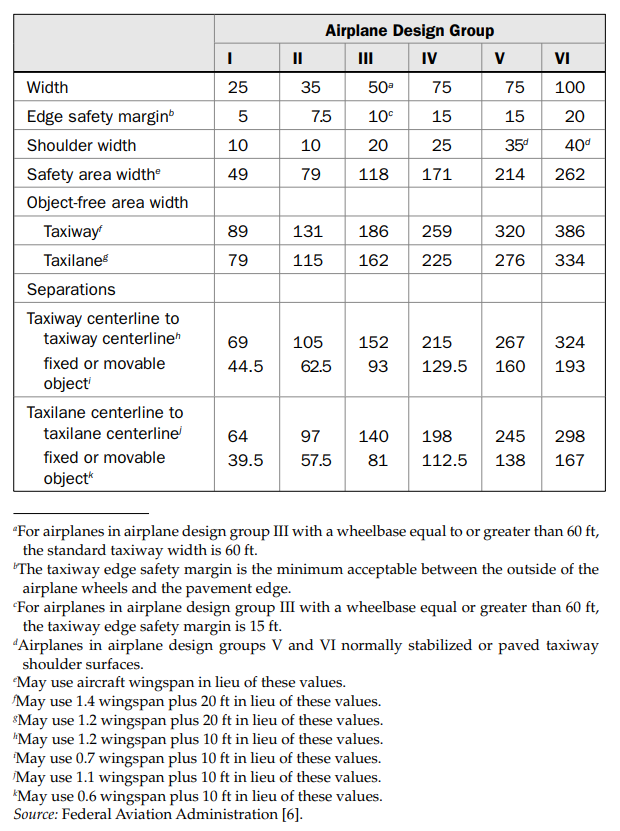 Airplane Design Group
I II III IV V VI
Width 25 35 50ᵃ 75 75 100
Edge safety marginᵇ 5 7.5 10ᶜ 15 15 20
Shoulder width 10 10 20 25 35ᵈ 40ᵈ
Safety area widthᵉ 49 79 118 171 214 262
Object-free area width
Taxiwayᶠ 89 131 186 259 320 386
Taxilaneᵍ 79 115 162 225 276 334
Separations
Taxiway centerline to
taxiway centerlineʰ 69 105 152 215 267 324
fixed or movable 44.5 62.5 93 129.5 160 193
objectⁱ
Taxilane centerline to
taxilane centerlineʲ 64 97 140 198 245 298
fixed or movable 39.5 57.5 81 112.5 138 167
objectᵏ
ᵃFor airplanes in airplane design group III with a wheelbase equal to or greater than 60 ft,
the standard taxiway width is 60 ft.
ᵇThe taxiway edge safety margin is the minimum acceptable between the outside of the
airplane wheels and the pavement edge.
ᶜFor airplanes in airplane design group III with a wheelbase equal or greater than 60 ft,
the taxiway edge safety margin is 15 ft.
ᵈAirplanes in airplane design groups V and VI normally stabilized or paved taxiway
shoulder surfaces.
ᵉMay use aircraft wingspan in lieu of these values.
ᶠMay use 1.4 wingspan plus 20 ft in lieu of these values.
ᵍMay use 1.2 wingspan plus 20 ft in lieu of these values.
ʰMay use 1.2 wingspan plus 10 ft in lieu of these values.
ⁱMay use 0.7 wingspan plus 10 ft in lieu of these values.
ʲMay use 1.1 wingspan plus 10 ft in lieu of these values.
ᵏMay use 0.6 wingspan plus 10 ft in lieu of these values.
Source: Federal Aviation Administration [6].